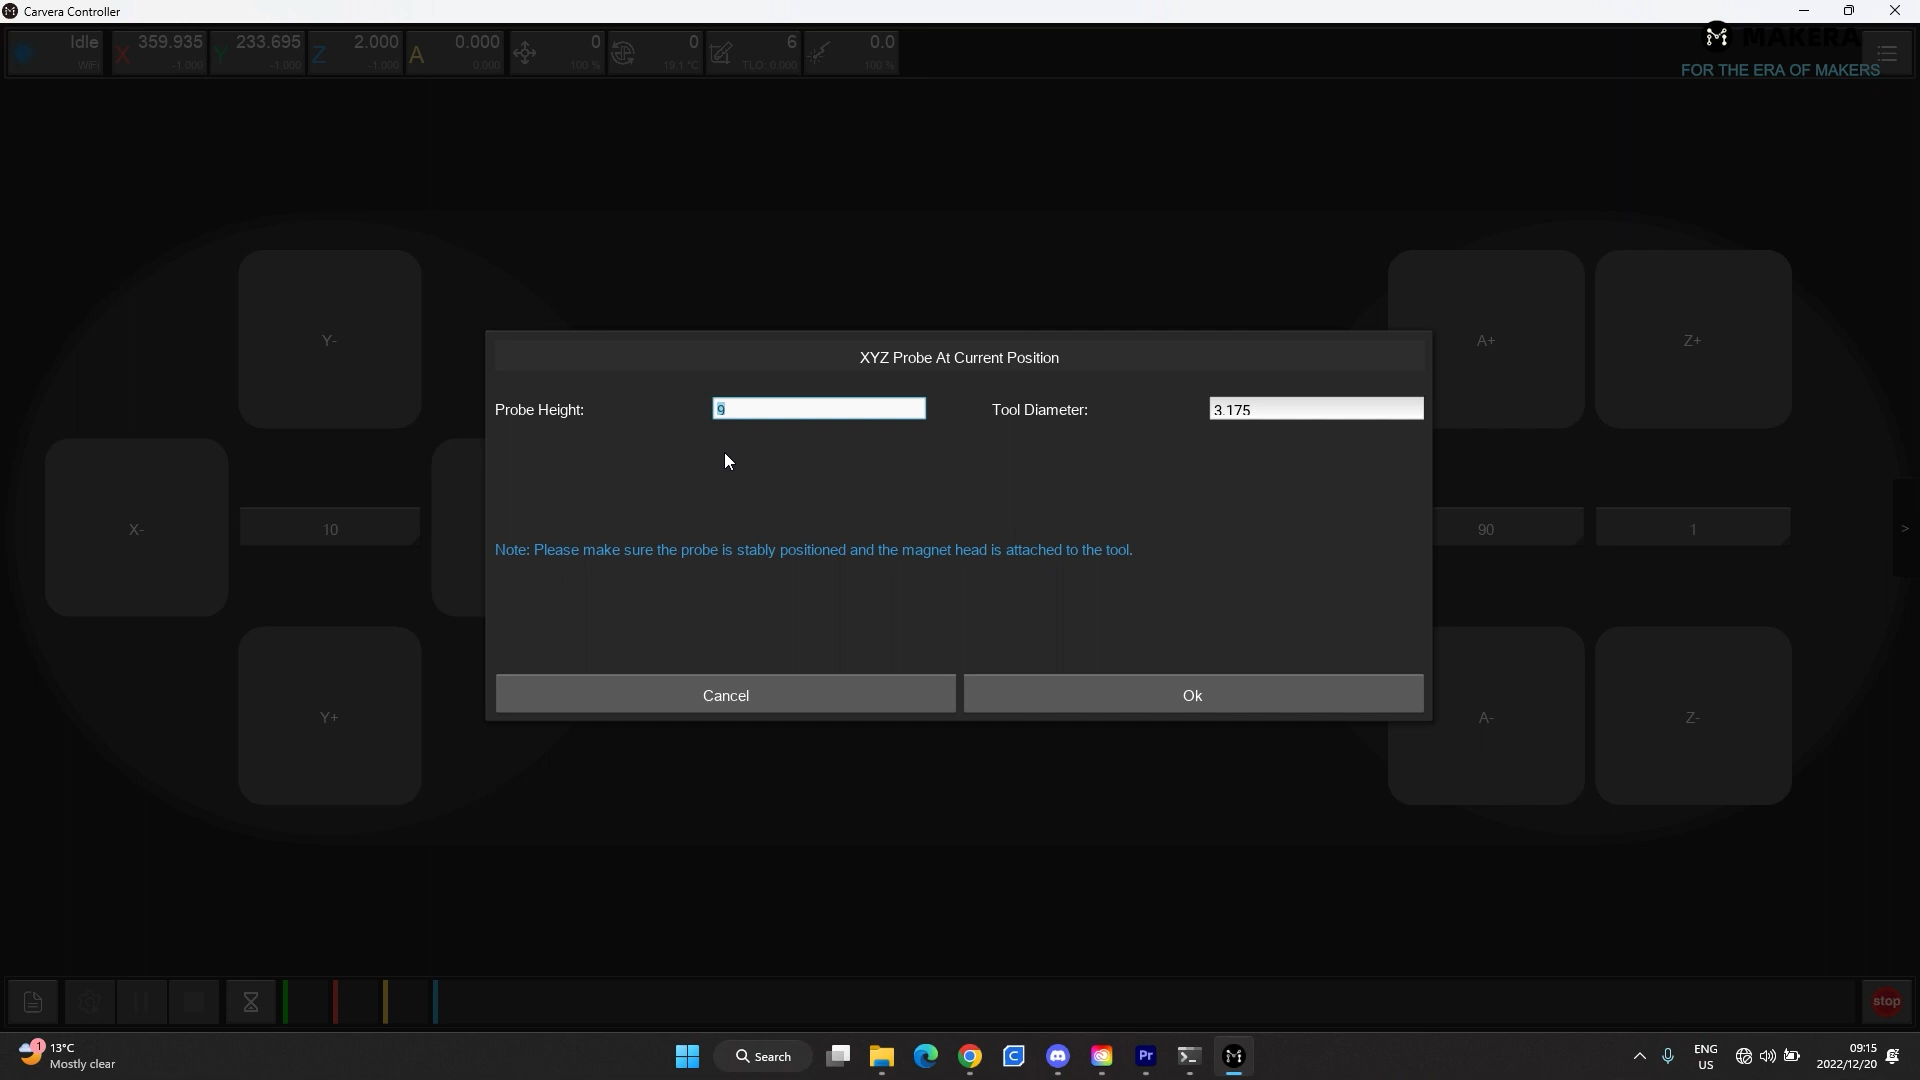 Carvera Controller
Idle
WiFi
X 359.935
-1.000
Y 233.695
-1.000
Z 2.000
-1.000
A 0.000
0.000
0
100 %
0
19.1 °C
6
TLO: 0.000
0.0
100 %
MAKERA
FOR THE ERA OF MAKERS
Y-
X-
10
Y+
A+
Z+
90
1
>
A-
Z-
XYZ Probe At Current Position
Probe Height:
9
Tool Diameter:
3.175
Note: Please make sure the probe is stably positioned and the magnet head is attached to the tool.
Cancel
Ok
stop
1
13°C
Mostly clear
Search
Pr
ENG
US
09:15
2022/12/20